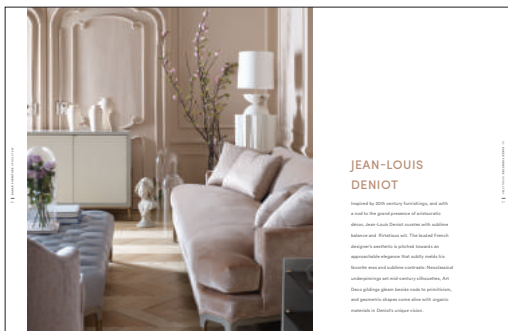 JEAN-LOUIS
DENIOT
Inspired by 20th century furnishings, and with
a nod to the grand presence of aristocratic
décor, Jean-Louis Deniot curates with sublime
balance and flirtatious wit. The lauded French
designer's aesthetic is pitched towards an
approachable elegance that subtly melds his
favorite eras and sublime contrasts. Neoclassical
underpinnings set mid-century silhouettes, Art
Deco gildings gleam beside nods to primitivism,
and geometric shapes come alive with organic
materials in Deniot's unique vision.